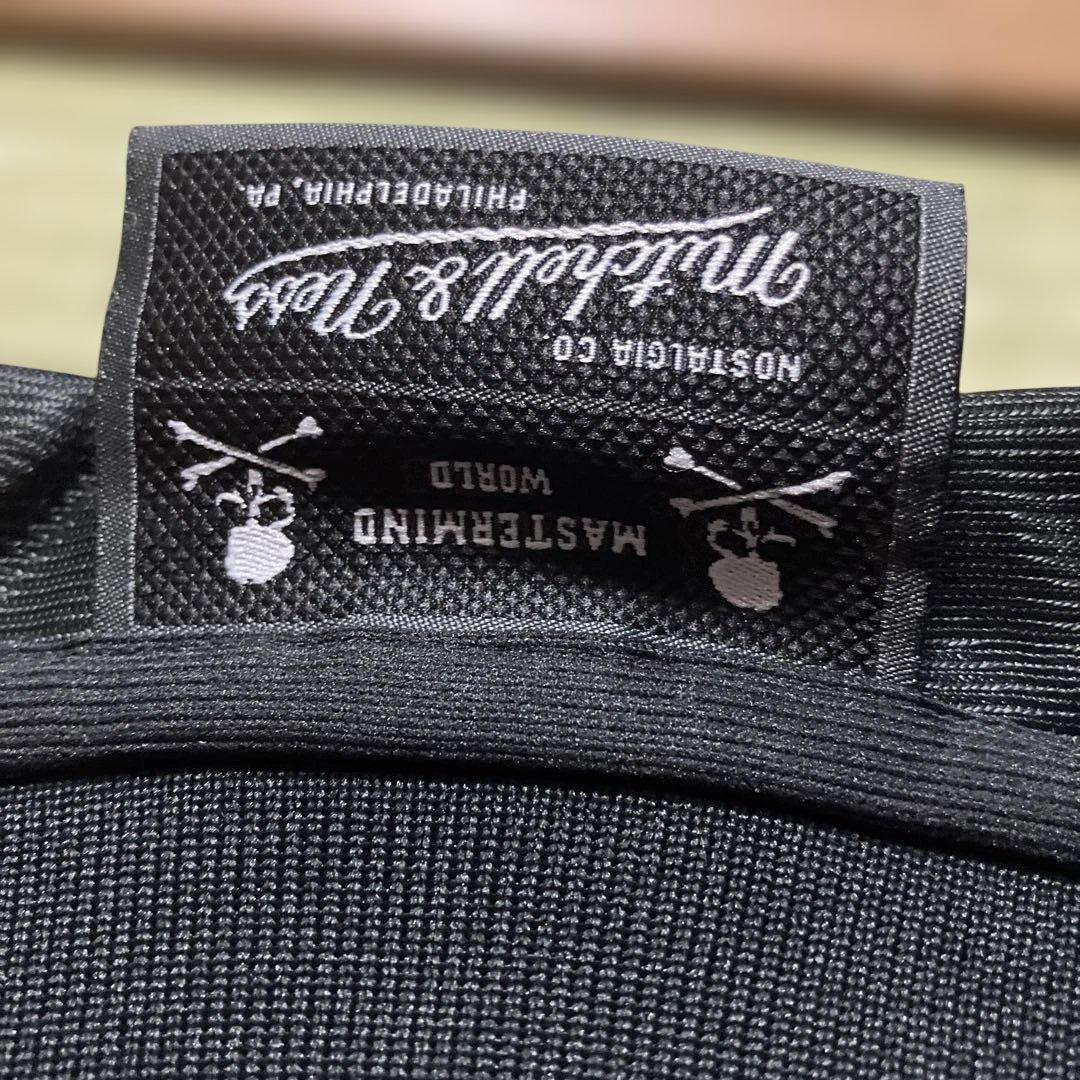 MASTERMIND
WORLD
NOSTALGIA CO.
Mitchell & Ness
PHILADELPHIA, PA.